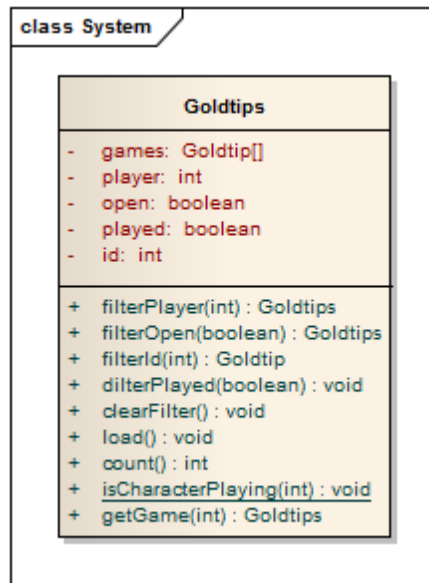 class System
Goldtips
- games: Goldtip[]
- player: int
- open: boolean
- played: boolean
- id: int
+ filterPlayer(int) : Goldtips
+ filterOpen(boolean) : Goldtips
+ filterId(int) : Goldtip
+ dilterPlayed(boolean) : void
+ clearFilter() : void
+ load() : void
+ count() : int
+ isCharacterPlaying(int) : void
+ getGame(int) : Goldtips